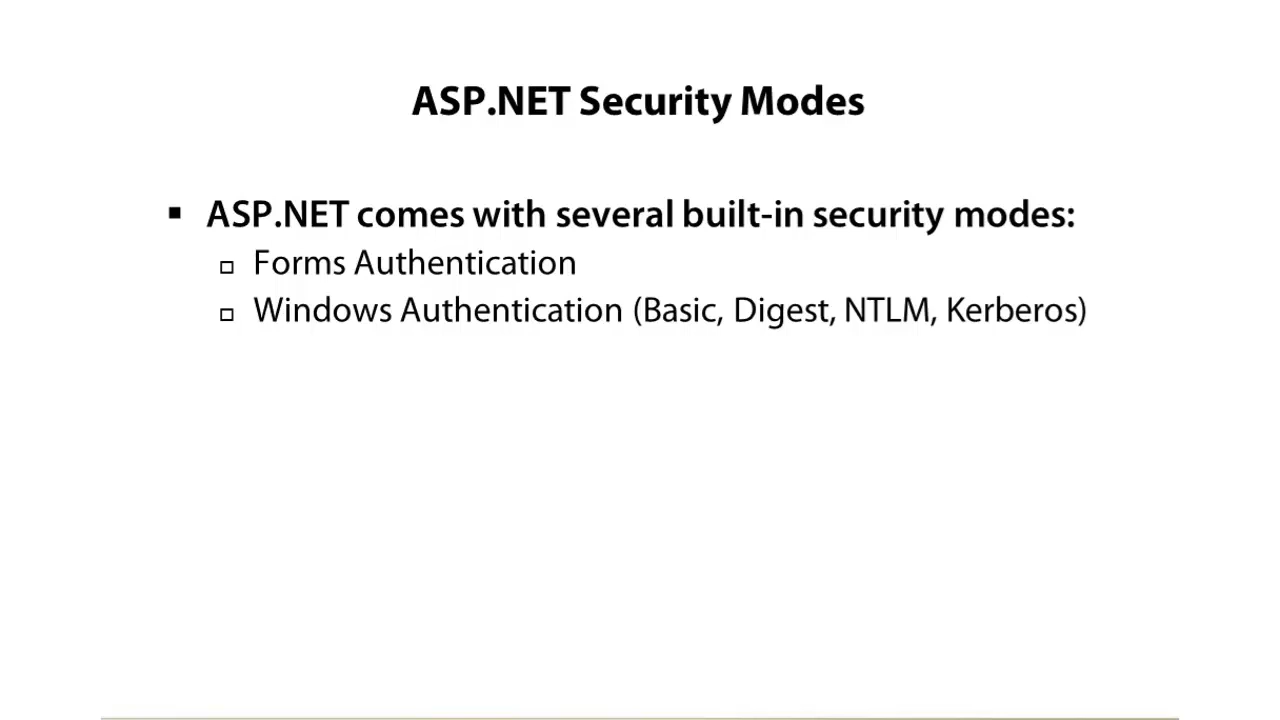 ASP.NET Security Modes
ASP.NET comes with several built-in security modes:
Forms Authentication
Windows Authentication (Basic, Digest, NTLM, Kerberos)